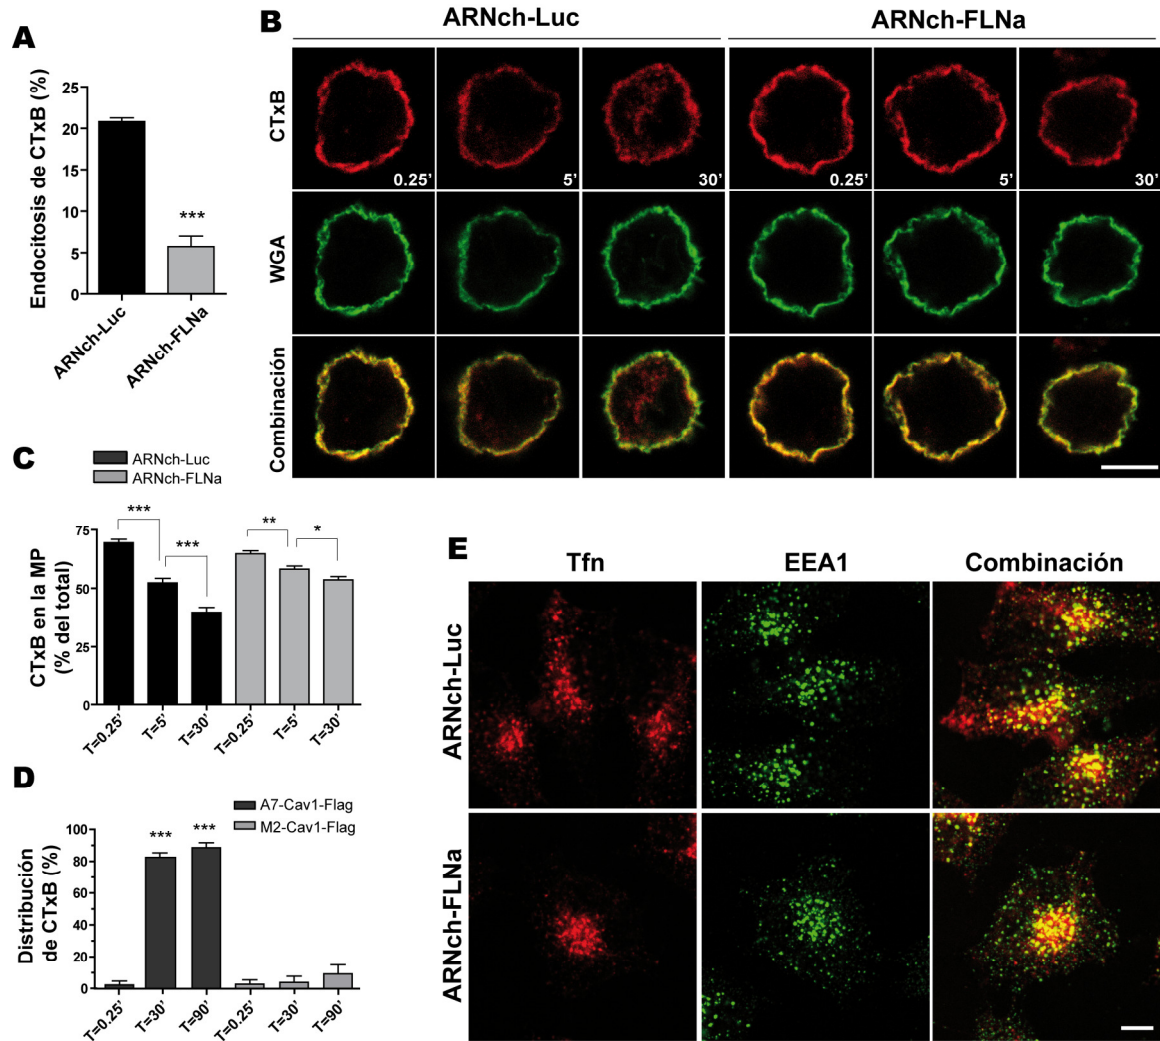 A
Endocitosis de CTxB (%)
25
20
15
10
5
0
ARNch-Luc
ARNch-FLNa
***
B
ARNch-Luc
ARNch-FLNa
CTxB
0.25’
5’
30’
0.25’
5’
30’
WGA
Combinación
C
ARNch-Luc
ARNch-FLNa
CTxB en la MP
(% del total)
75
50
25
0
***
***
**
*
T=0.25'
T=5'
T=30'
T=0.25'
T=5'
T=30'
D
A7-Cav1-Flag
M2-Cav1-Flag
Distribución
de CTxB (%)
100
80
60
40
20
0
***
***
T=0.25'
T=30'
T=90'
T=0.25'
T=30'
T=90'
E
Tfn
EEA1
Combinación
ARNch-Luc
ARNch-FLNa